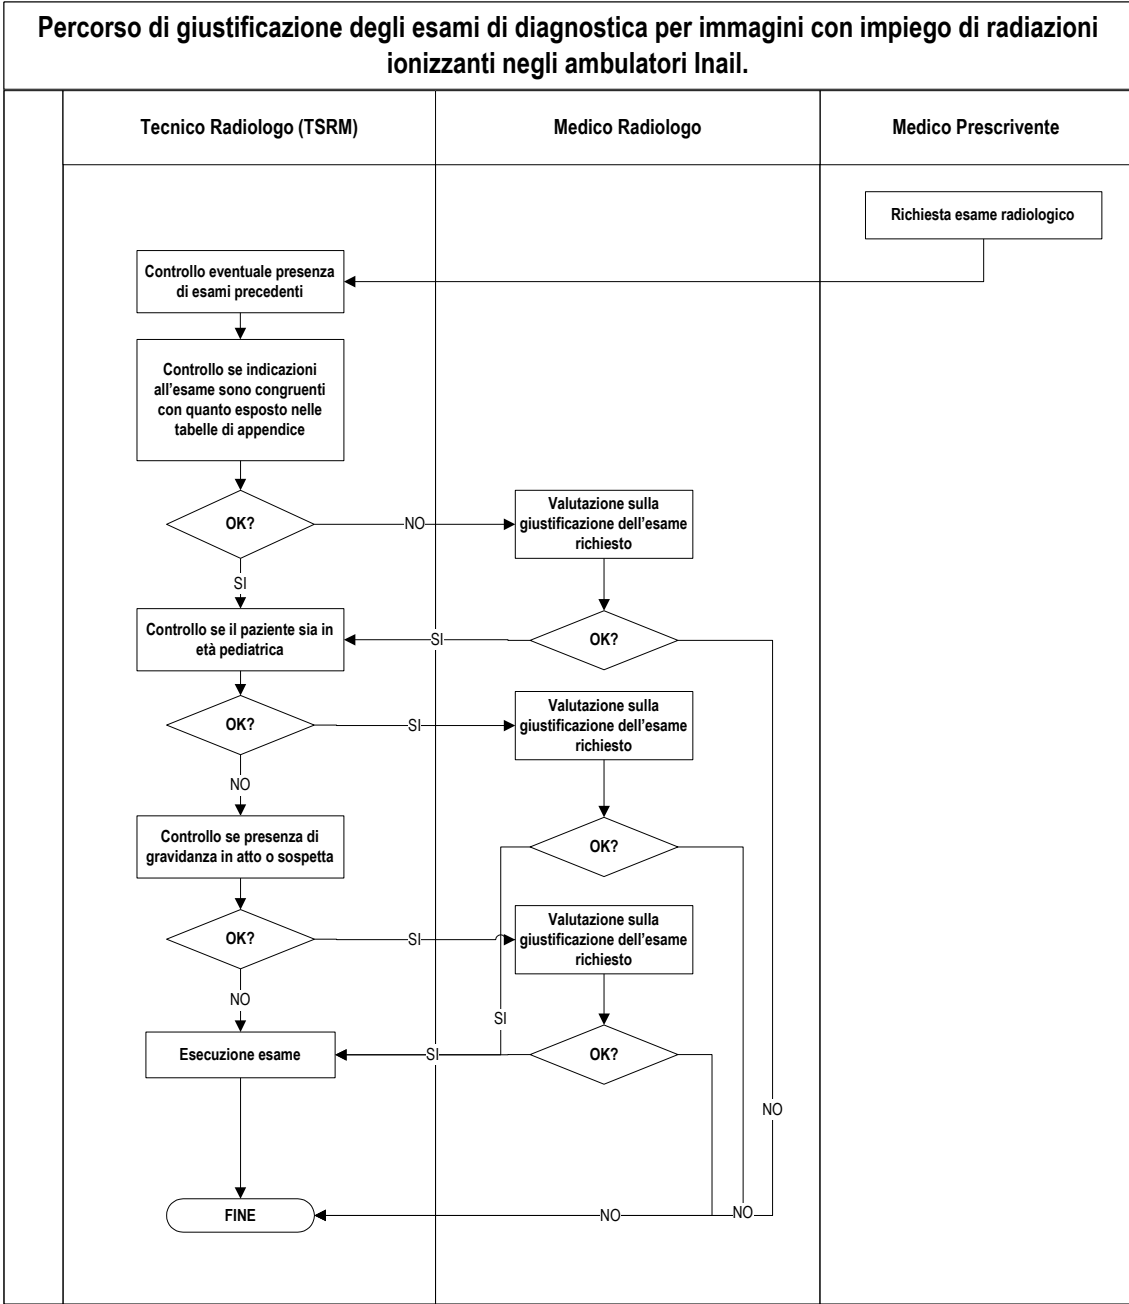 Percorso di giustificazione degli esami di diagnostica per immagini con impiego di radiazioni
ionizzanti negli ambulatori Inail.
Tecnico Radiologo (TSRM)
Medico Radiologo
Medico Prescrivente
Richiesta esame radiologico
Controllo eventuale presenza
di esami precedenti
Controllo se indicazioni
all'esame sono congruenti
con quanto esposto nelle
tabelle di appendice
OK?
NO
Valutazione sulla
giustificazione dell'esame
richiesto
SI
Controllo se il paziente sia in
età pediatrica
SI
OK?
OK?
SI
Valutazione sulla
giustificazione dell'esame
richiesto
NO
Controllo se presenza di
gravidanza in atto o sospetta
OK?
OK?
SI
Valutazione sulla
giustificazione dell'esame
richiesto
NO
SI
Esecuzione esame
SI
OK?
NO
FINE
NO
NO